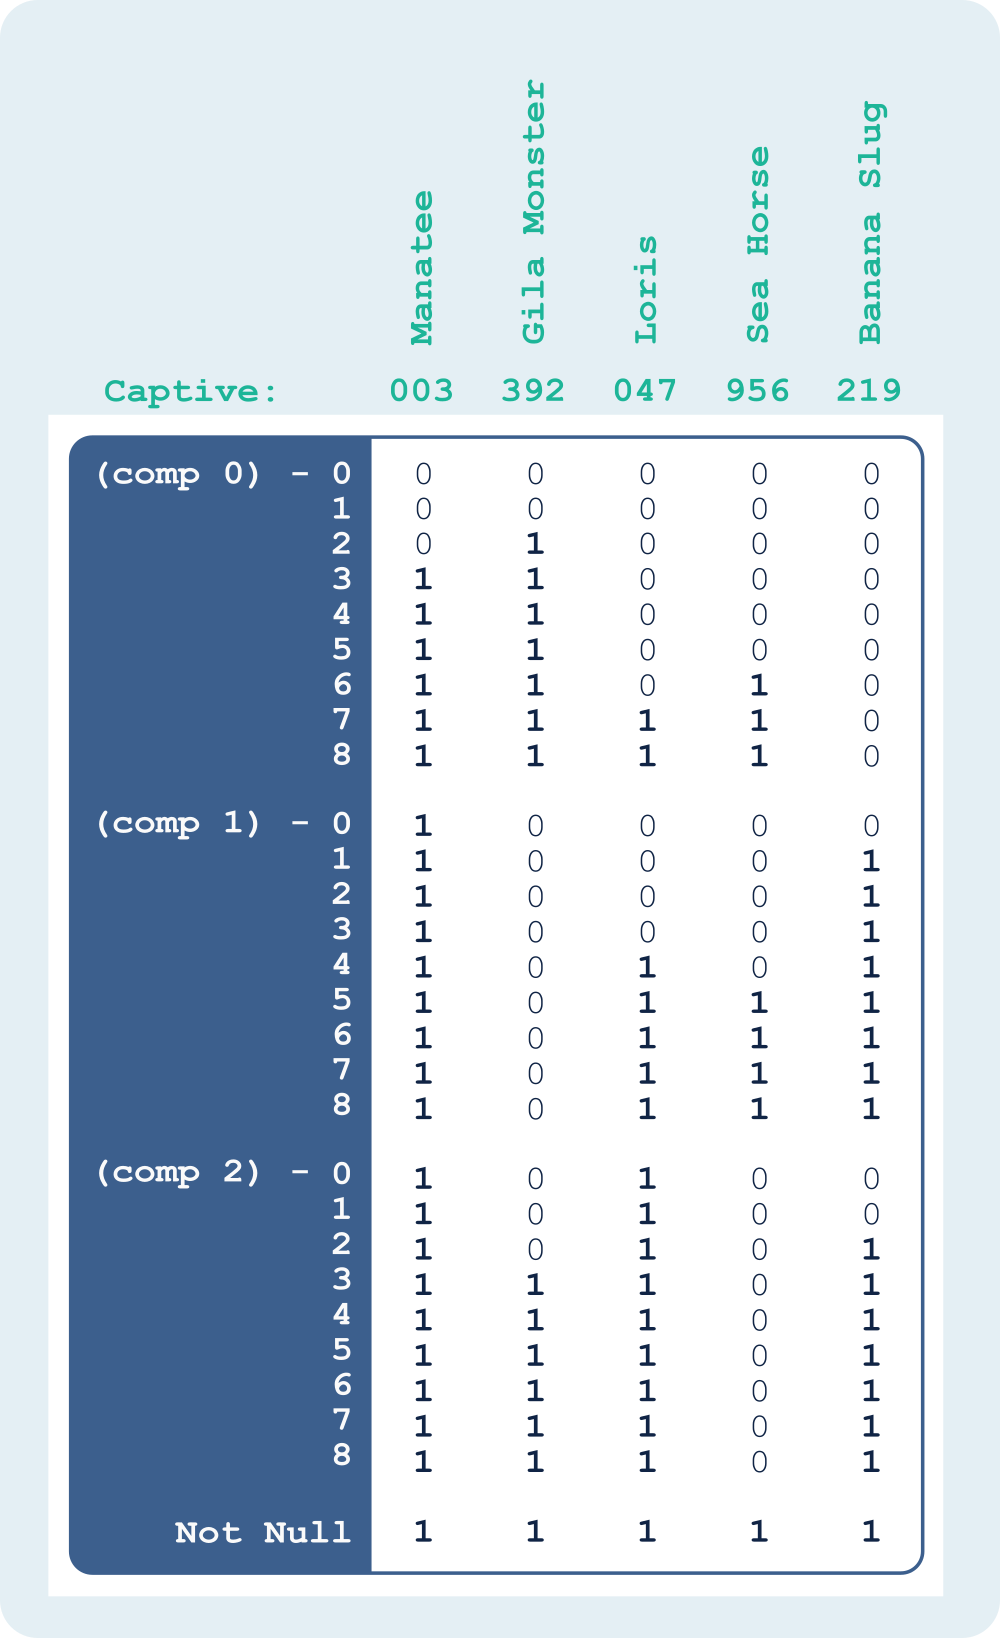 Manatee
Gila Monster
Loris
Sea Horse
Banana Slug
Captive: 003 392 047 956 219
(comp 0) - 0 0 0 0 0 0
1 0 0 0 0 0
2 0 1 0 0 0
3 1 1 0 0 0
4 1 1 0 0 0
5 1 1 0 0 0
6 1 1 0 1 0
7 1 1 1 1 0
8 1 1 1 1 0
(comp 1) - 0 1 0 0 0 0
1 1 0 0 0 1
2 1 0 0 0 1
3 1 0 0 0 1
4 1 0 1 0 1
5 1 0 1 1 1
6 1 0 1 1 1
7 1 0 1 1 1
8 1 0 1 1 1
(comp 2) - 0 1 0 1 0 0
1 1 0 1 0 0
2 1 0 1 0 1
3 1 1 1 0 1
4 1 1 1 0 1
5 1 1 1 0 1
6 1 1 1 0 1
7 1 1 1 0 1
8 1 1 1 0 1
Not Null 1 1 1 1 1